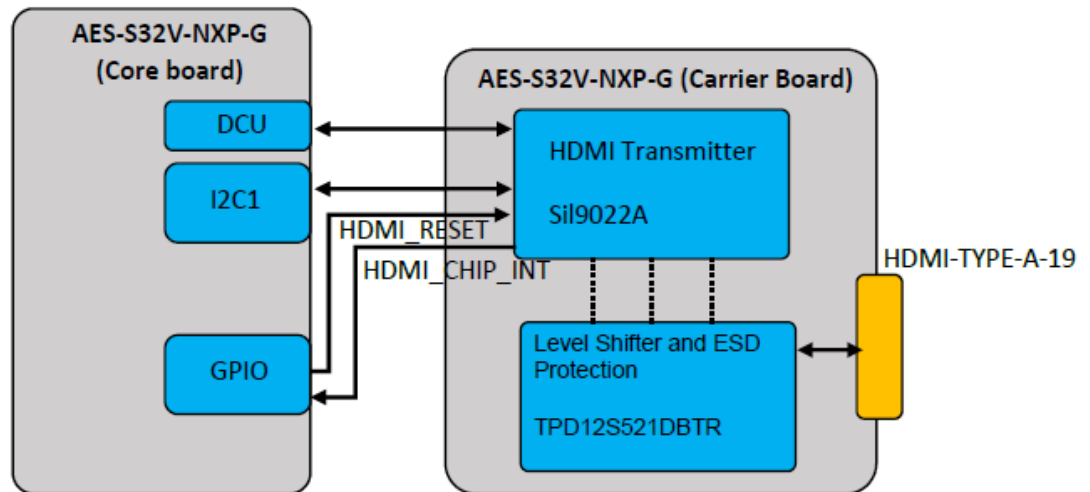 AES-S32V-NXP-G
(Core board)
DCU
I2C1
GPIO
HDMI_RESET
HDMI_CHIP_INT
AES-S32V-NXP-G (Carrier Board)
HDMI Transmitter
Sil9022A
Level Shifter and ESD
Protection
TPD12S521DBTR
HDMI-TYPE-A-19